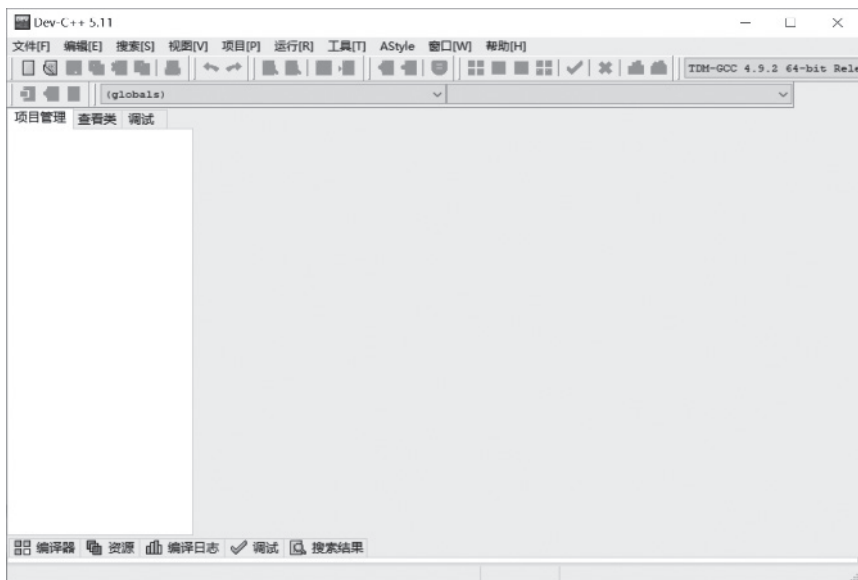 Dev-C++ 5.11
文件[F] 编辑[E] 搜索[S] 视图[V] 项目[P] 运行[R] 工具[T] AStyle 窗口[W] 帮助[H]
TDM-GCC 4.9.2 64-bit Rele
(globals)
项目管理 查看类 调试
编译器 资源 编译日志 调试 搜索结果